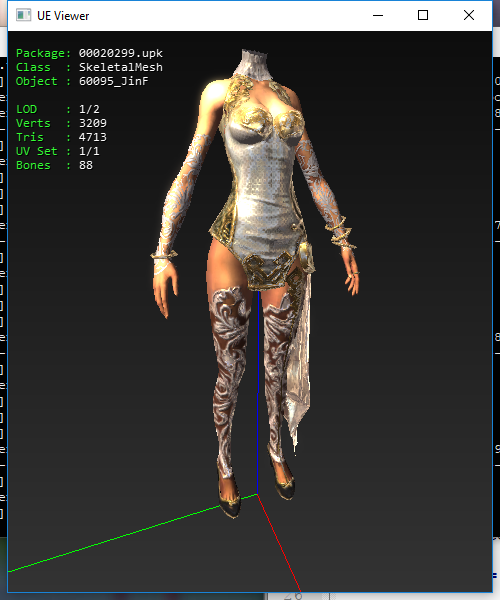 UE Viewer
Package: 00020299.upk
Class : SkeletalMesh
Object : 60095_JinF
LOD : 1/2
Verts : 3209
Tris : 4713
UV Set : 1/1
Bones : 88